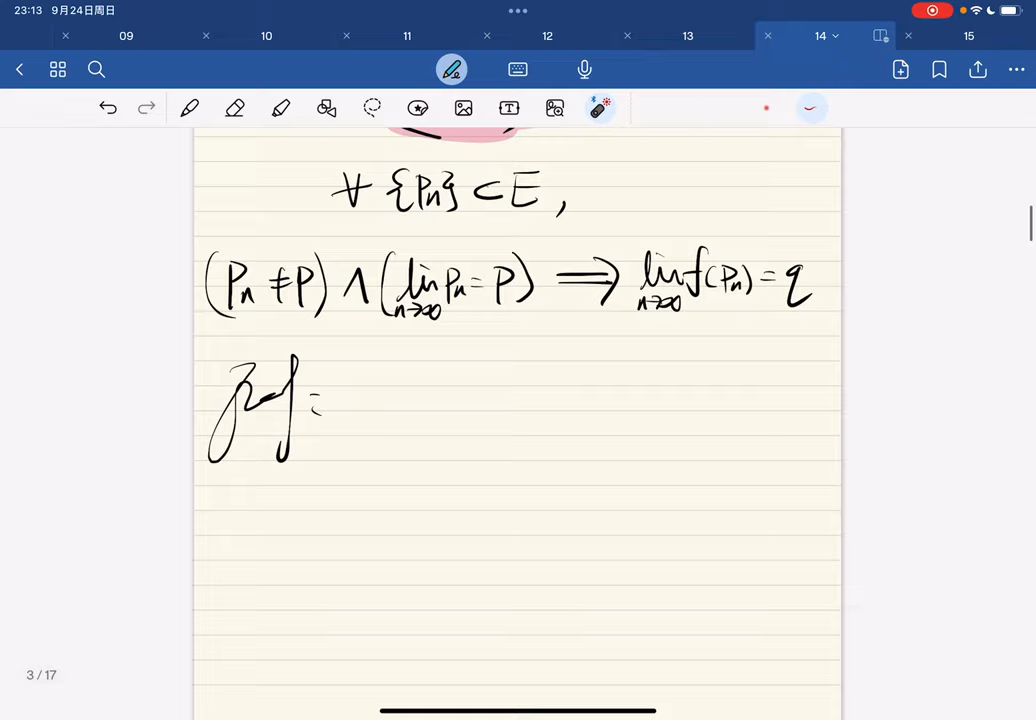 23:13 9月24日周日
09 10 11 12 13 14 15
∀ {Pn} ⊂ E,
(Pn ≠ P) ∧ (lim n→∞ Pn = P) ⟹ lim n→∞ f(Pn) = q
Proof:
3 / 17